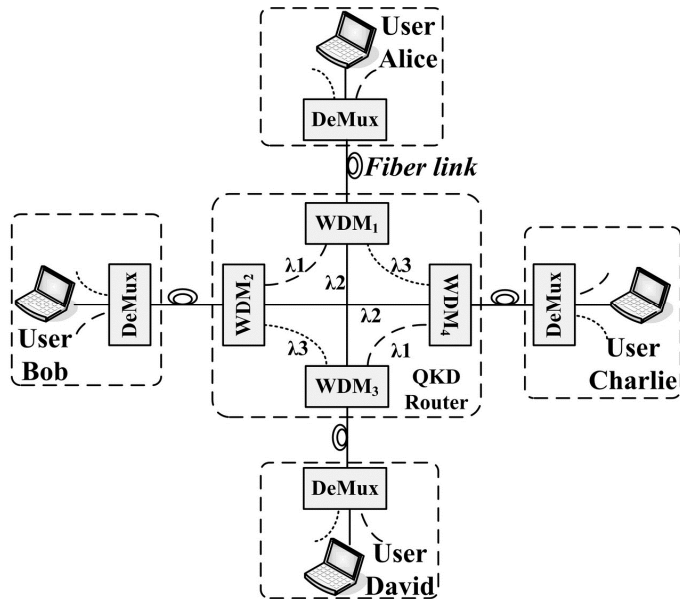 User
Alice
DeMux
Fiber link
WDM₁
λ1
λ2
λ3
WDM₂
WDM₄
DeMux
User
Bob
DeMux
User
Charlie
λ2
λ3
λ1
WDM₃
QKD
Router
DeMux
User
David